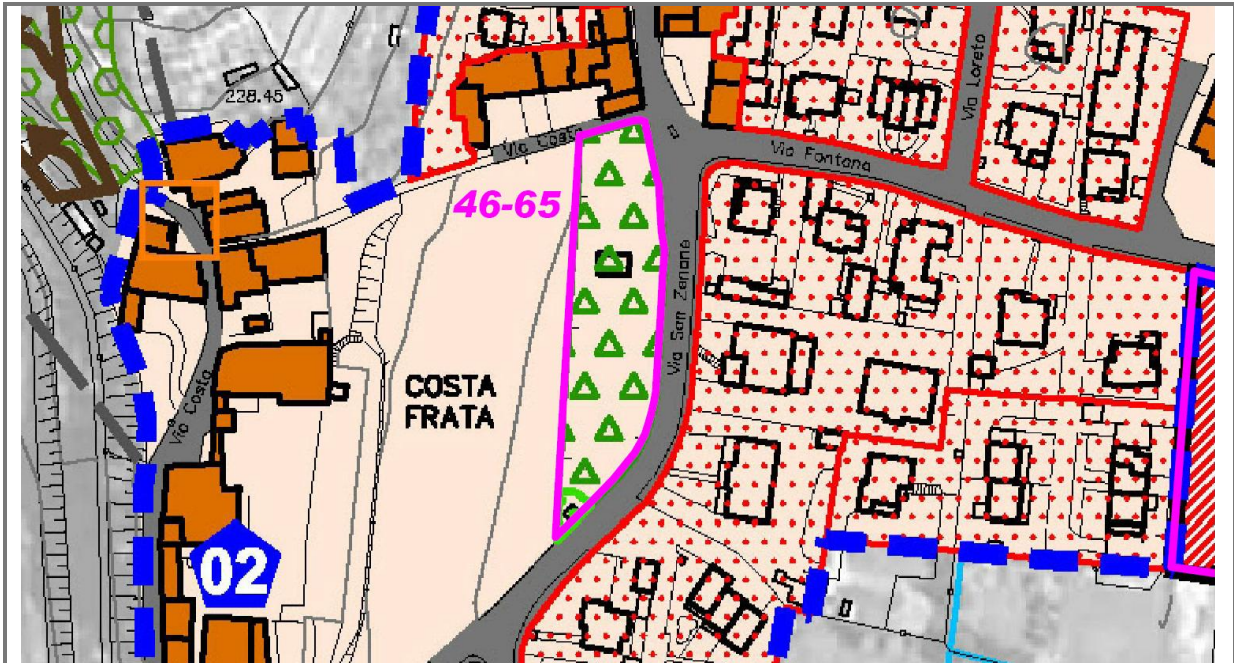 228.45
Via Costa
Via Loreto
Via Fontana
46-65
Via San Zenone
COSTA
FRATA
Via Costa
02